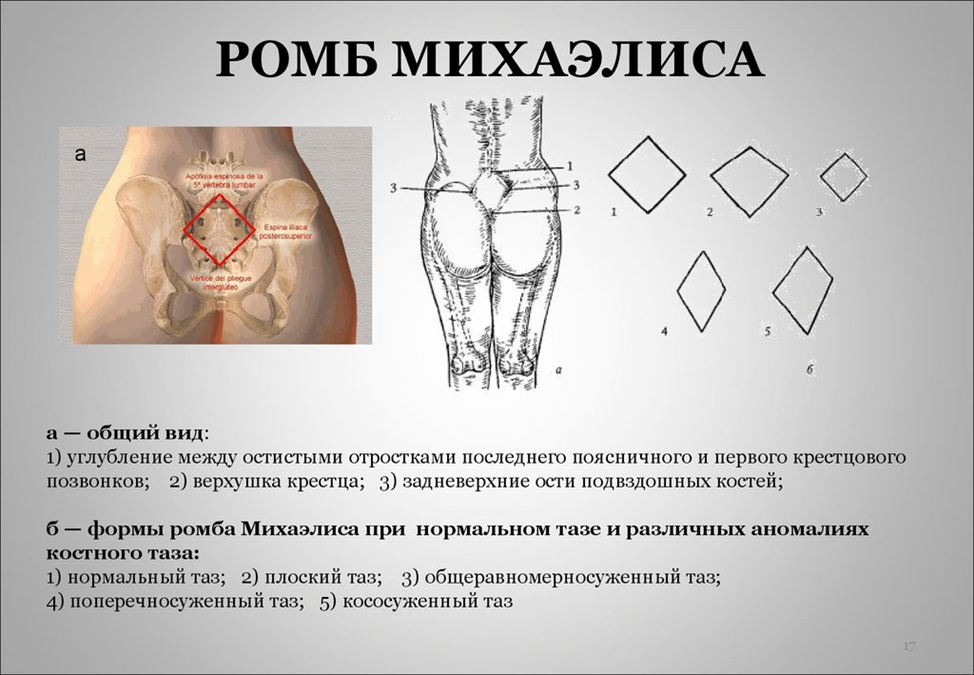 РОМБ МИХАЭЛИСА
а
Apófisis espinosa de la
5ª vértebra lumbar
Espina ilíaca
posterosuperior
Vértice del pliegue
interglúteo
1
3
3
2
а
1
2
3
4
5
б
а — общий вид:
1) углубление между остистыми отростками последнего поясничного и первого крестцового
позвонков; 2) верхушка крестца; 3) задневерхние ости подвздошных костей;
б — формы ромба Михаэлиса при нормальном тазе и различных аномалиях
костного таза:
1) нормальный таз; 2) плоский таз; 3) общеравномерносуженный таз;
4) поперечносуженный таз; 5) кососуженный таз
17